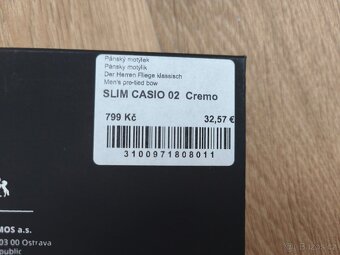 Pánský motýlek
Pánsky motýlik
Der Herren Fliege klassisch
Men's pre-tied bow
SLIM CASIO 02 Cremo
799 Kč 32,57 €
3100971808011
MOS a.s.
03 00 Ostrava
public